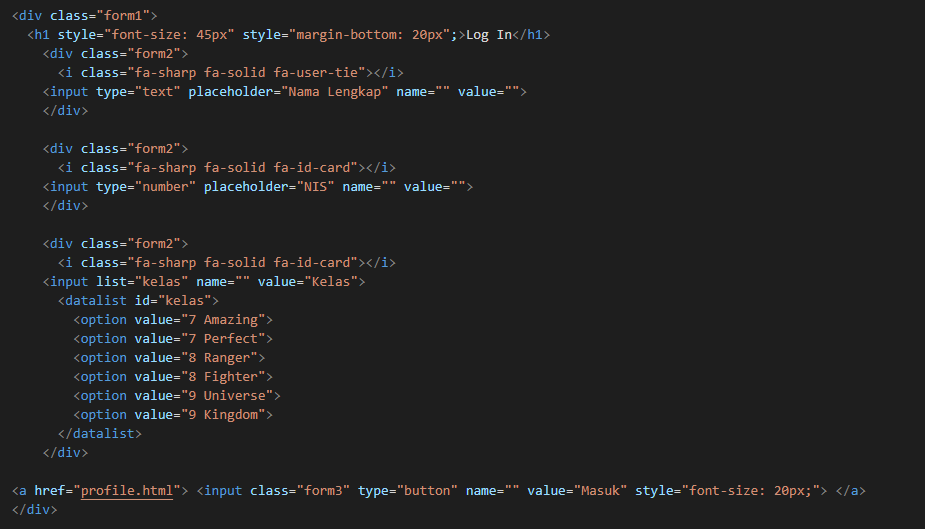 <div class="form1">
<h1 style="font-size: 45px" style="margin-bottom: 20px";>Log In</h1>
<div class="form2">
<i class="fa-sharp fa-solid fa-user-tie"></i>
<input type="text" placeholder="Nama Lengkap" name="" value="">
</div>
<div class="form2">
<i class="fa-sharp fa-solid fa-id-card"></i>
<input type="number" placeholder="NIS" name="" value="">
</div>
<div class="form2">
<i class="fa-sharp fa-solid fa-id-card"></i>
<input list="kelas" name="" value="Kelas">
<datalist id="kelas">
<option value="7 Amazing">
<option value="7 Perfect">
<option value="8 Ranger">
<option value="8 Fighter">
<option value="9 Universe">
<option value="9 Kingdom">
</datalist>
</div>
<a href="profile.html"> <input class="form3" type="button" name="" value="Masuk" style="font-size: 20px;"> </a>
</div>